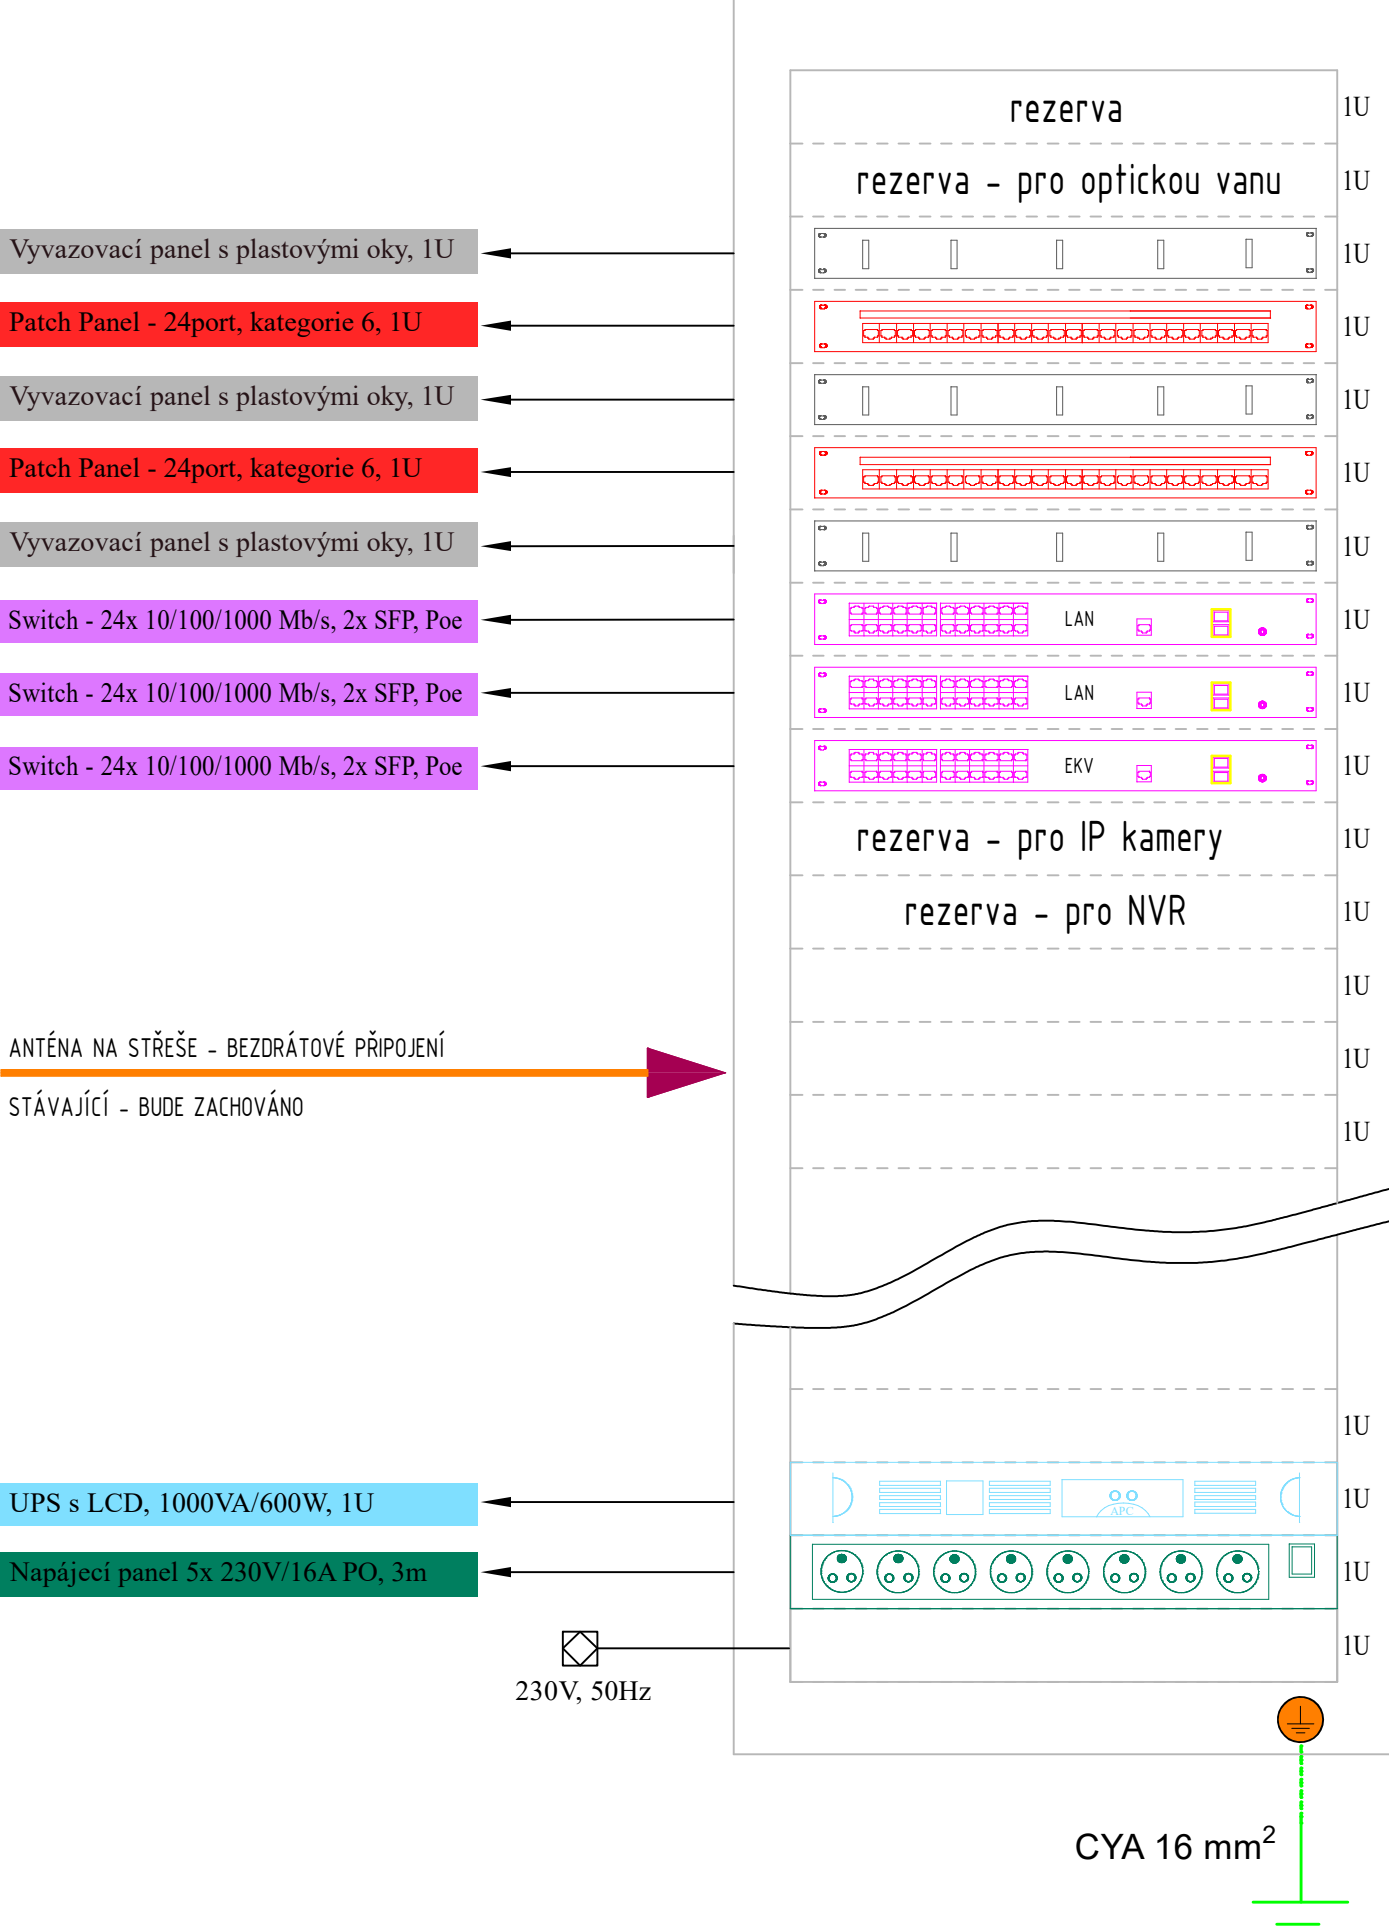 rezerva 1U
rezerva - pro optickou vanu 1U
Vyvazovací panel s plastovými oky, 1U 1U
Patch Panel - 24port, kategorie 6, 1U 1U
Vyvazovací panel s plastovými oky, 1U 1U
Patch Panel - 24port, kategorie 6, 1U 1U
Vyvazovací panel s plastovými oky, 1U 1U
Switch - 24x 10/100/1000 Mb/s, 2x SFP, Poe LAN 1U
Switch - 24x 10/100/1000 Mb/s, 2x SFP, Poe LAN 1U
Switch - 24x 10/100/1000 Mb/s, 2x SFP, Poe EKV 1U
rezerva - pro IP kamery 1U
rezerva - pro NVR 1U
1U
ANTÉNA NA STŘEŠE - BEZDRÁTOVÉ PŘIPOJENÍ 1U
STÁVAJÍCÍ - BUDE ZACHOVÁNO 1U
1U
UPS s LCD, 1000VA/600W, 1U APC 1U
Napájecí panel 5x 230V/16A PO, 3m 1U
1U
230V, 50Hz
CYA 16 mm²